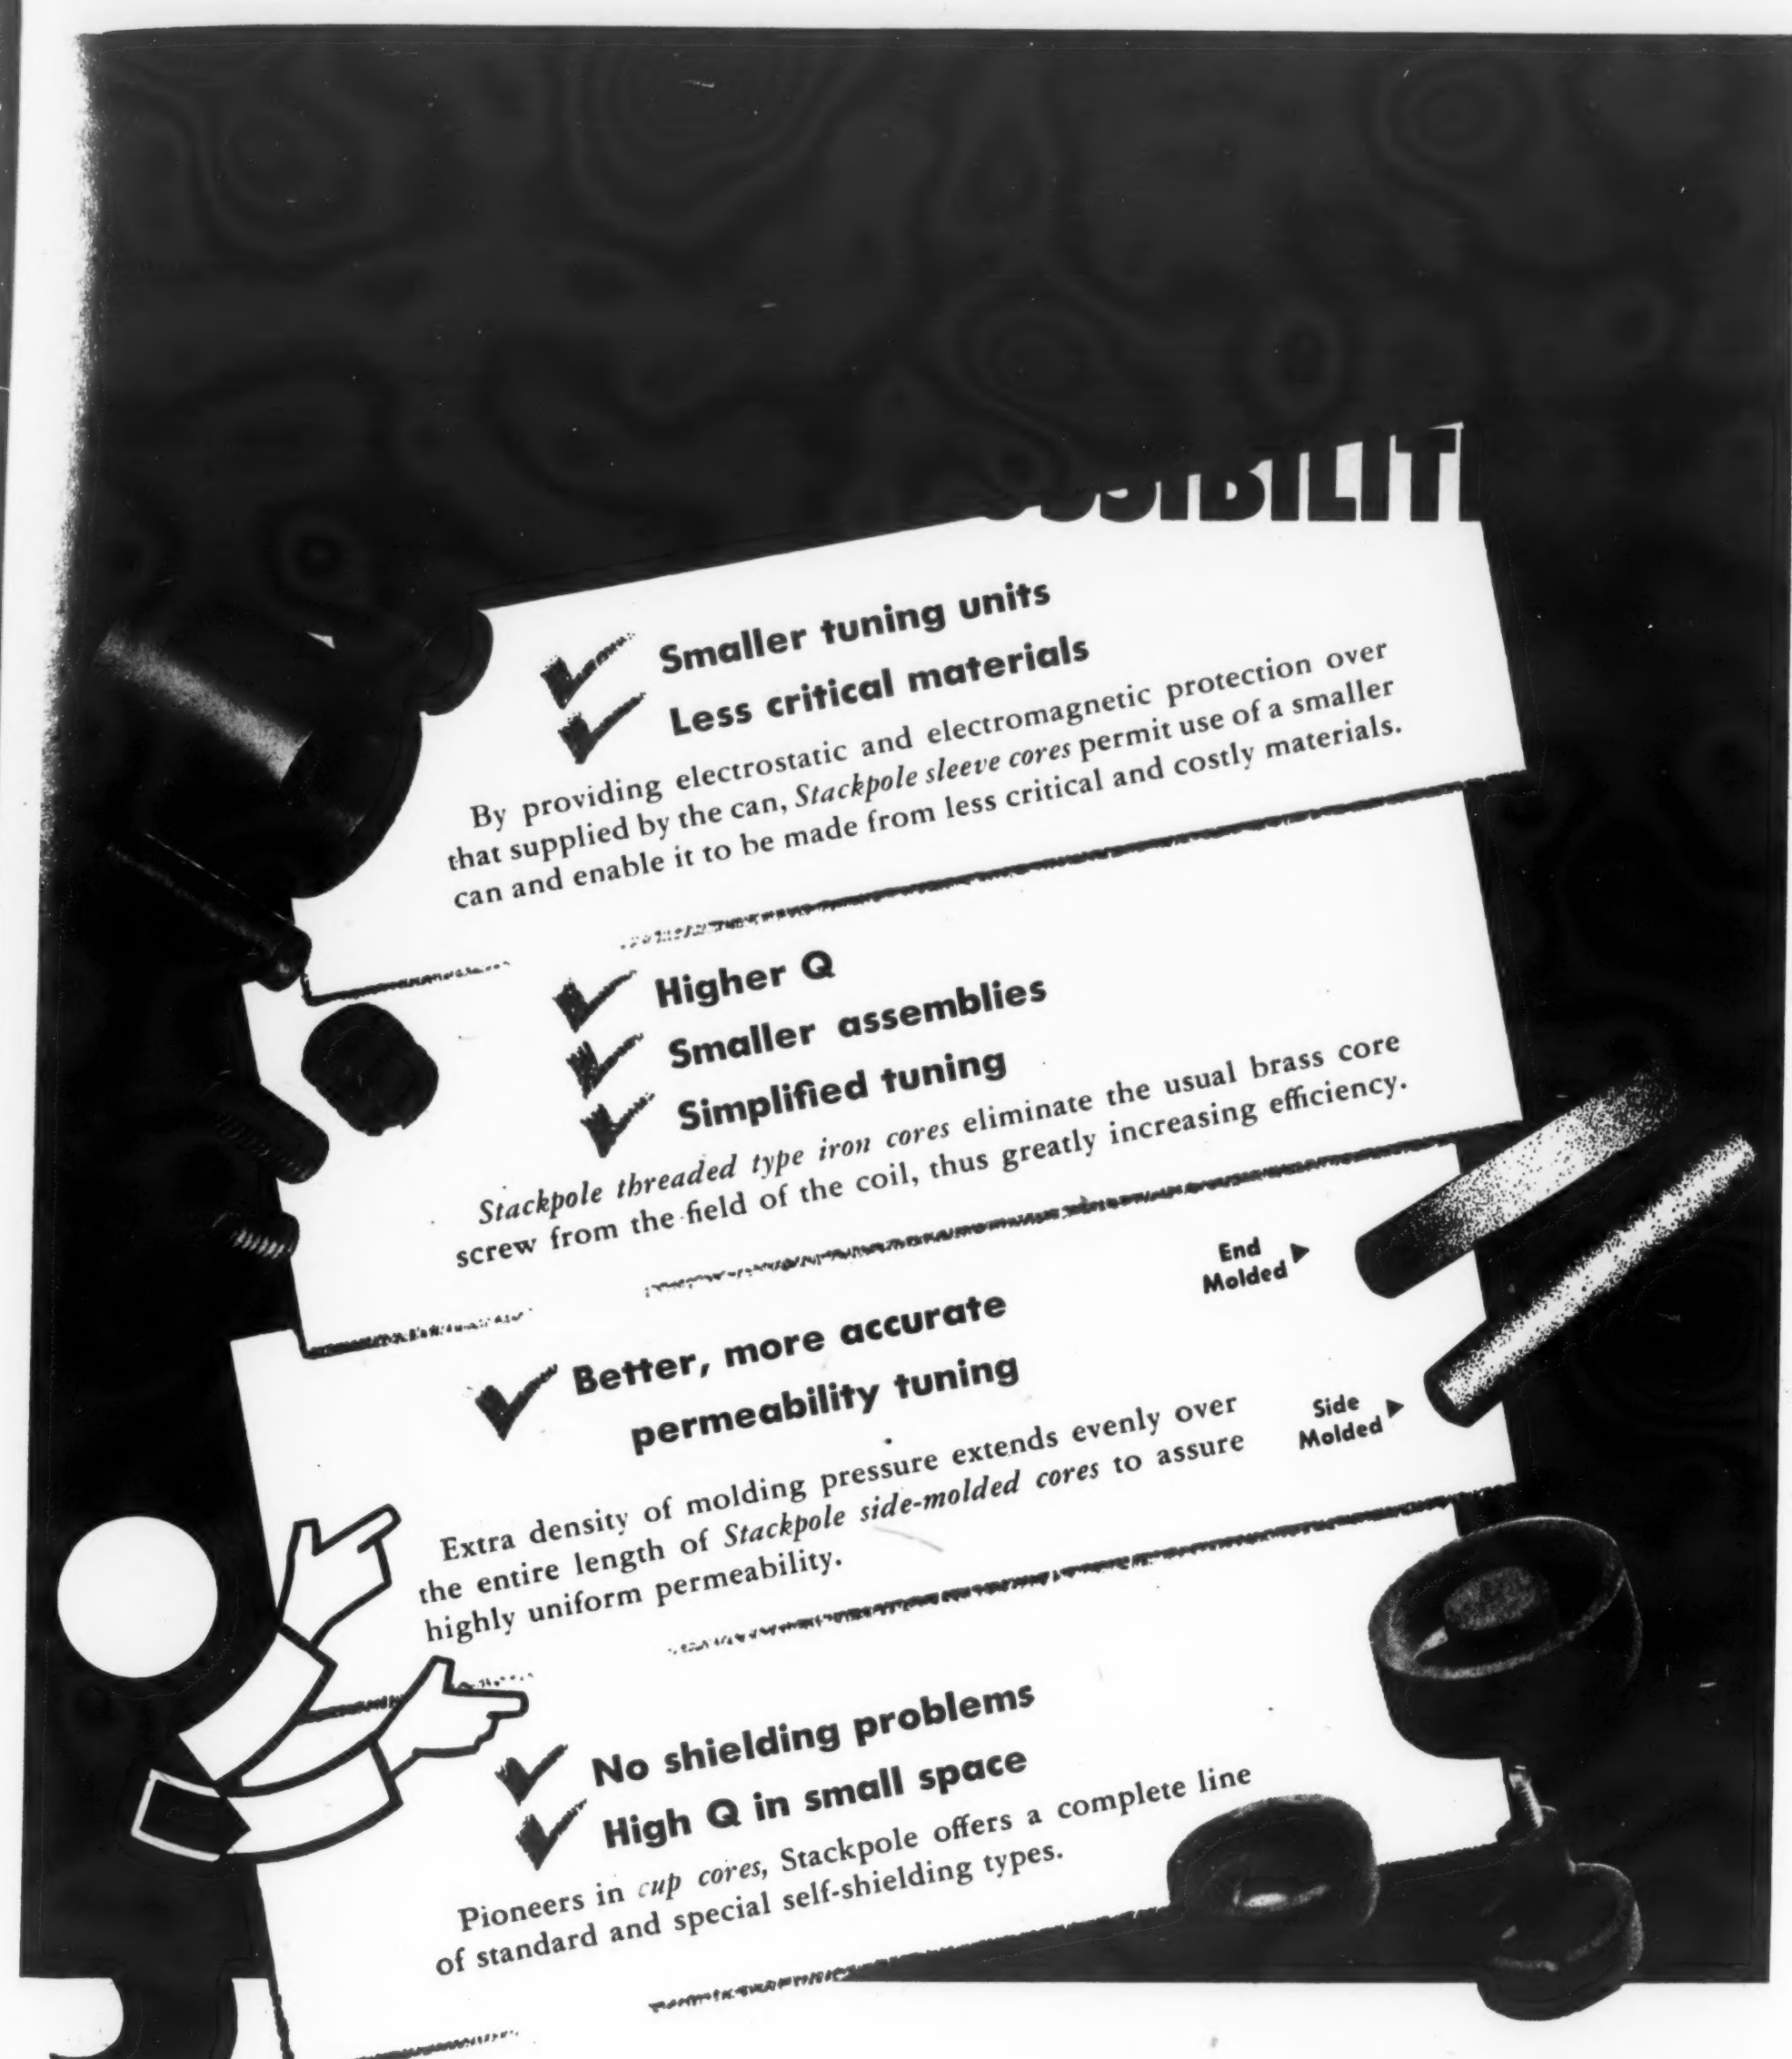 SIBILIT
Smaller tuning units
Less critical materials
By providing electrostatic and electromagnetic protection over
that supplied by the can, Stackpole sleeve cores permit use of a smaller
can and enable it to be made from less critical and costly materials.
Higher Q
Smaller assemblies
Simplified tuning
Stackpole threaded type iron cores eliminate the usual brass core
screw from the field of the coil, thus greatly increasing efficiency.
End
Molded
Better, more accurate
permeability tuning
Side
Molded
Extra density of molding pressure extends evenly over
the entire length of Stackpole side-molded cores to assure
highly uniform permeability.
No shielding problems
High Q in small space
Pioneers in cup cores, Stackpole offers a complete line
of standard and special self-shielding types.